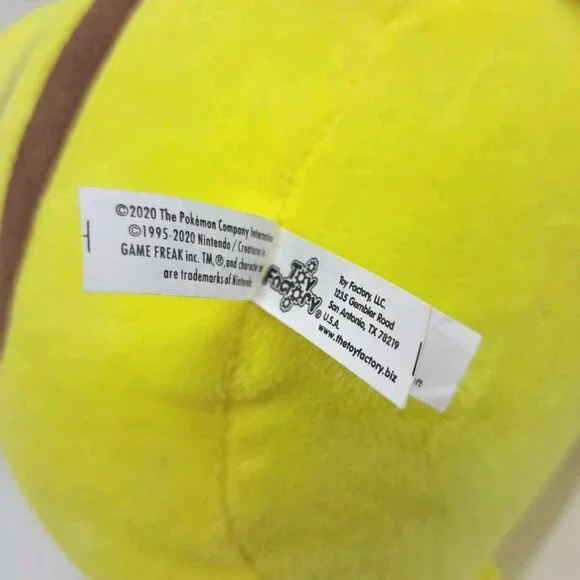 ©2020 The Pokémon Company
©1995-2020 Nintendo / Creatures
GAME FREAK inc. TM,®,and character
are trademarks of Nintendo
TOY
FACTORY®
U.S.A.
Toy Factory, LLC.
1235 Gembler Road
San Antonio, TX 78219
www.thetoyfactory.biz